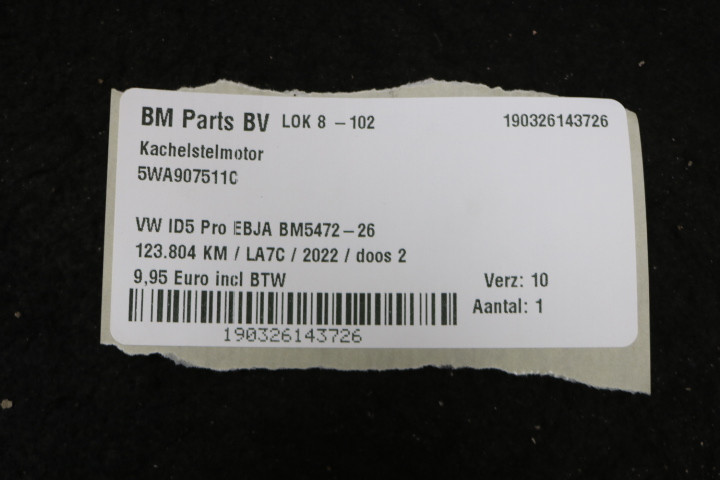 BM Parts BV LOK 8 - 102 190326143726
Kachelstelmotor
5WA907511C
VW ID5 Pro EBJA BM5472-26
123.804 KM / LA7C / 2022 / doos 2
9,95 Euro incl BTW Verz: 10
Aantal: 1
190326143726